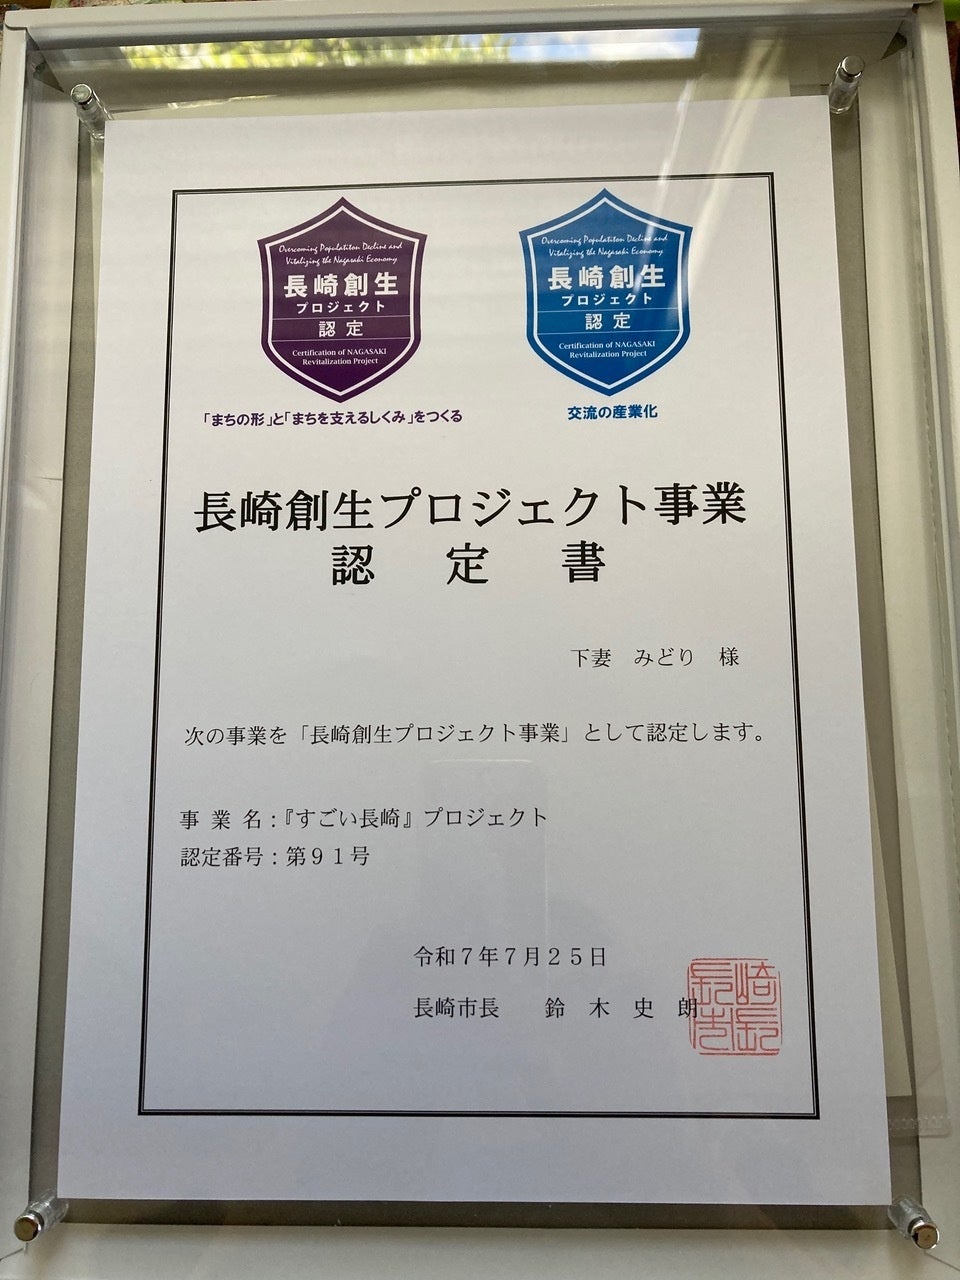 Overcoming Populatiton Decline and
Vitalizing the Nagasaki Economy
長崎創生
プロジェクト
認定
Certification of NAGASAKI
Revitalization Project
「まちの形」と「まちを支えるしくみ」をつくる
Overcoming Populatiton Decline and
Vitalizing the Nagasaki Economy
長崎創生
プロジェクト
認定
Certification of NAGASAKI
Revitalization Project
交流の産業化
長崎創生プロジェクト事業
認 定 書
下妻 みどり 様
次の事業を「長崎創生プロジェクト事業」として認定します。
事 業 名：『すごい長崎』プロジェクト
認定番号：第９１号
令和７年７月２５日
長崎市長 鈴 木 史 朗
長崎市長